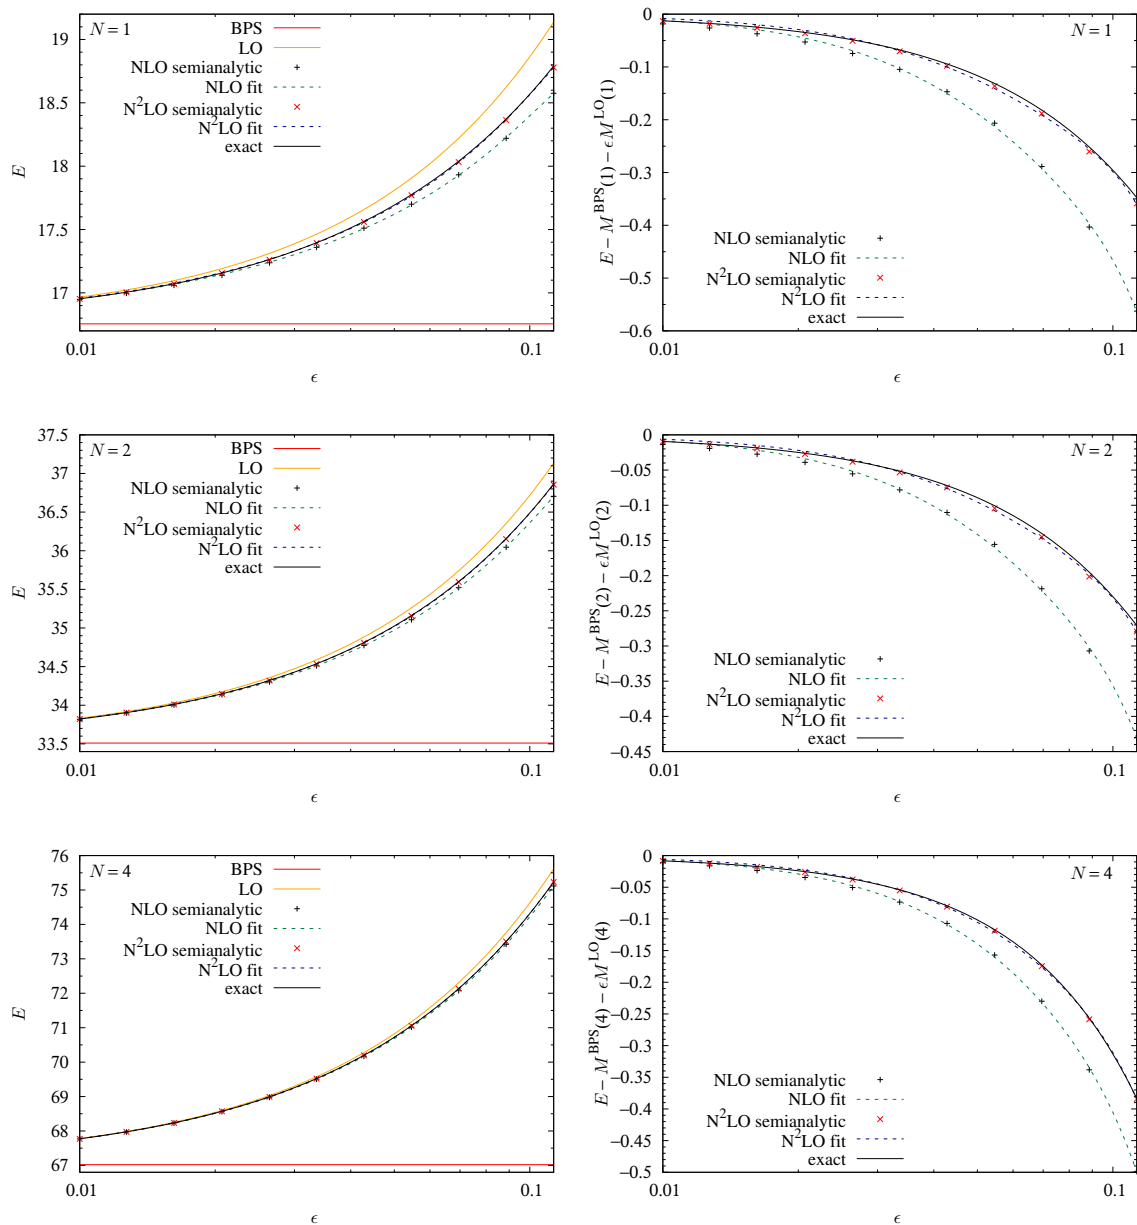 N = 1
BPS
LO
NLO semianalytic
NLO fit
N²LO semianalytic
N²LO fit
exact
19
18.5
18
17.5
17
E
0.01
0.1
ϵ
N = 1
0
−0.1
−0.2
−0.3
−0.4
−0.5
−0.6
E − M^BPS(1) − ϵM^LO(1)
NLO semianalytic
NLO fit
N²LO semianalytic
N²LO fit
exact
0.01
0.1
ϵ
N = 2
BPS
LO
NLO semianalytic
NLO fit
N²LO semianalytic
N²LO fit
exact
37.5
37
36.5
36
35.5
35
34.5
34
33.5
E
0.01
0.1
ϵ
N = 2
0
−0.05
−0.1
−0.15
−0.2
−0.25
−0.3
−0.35
−0.4
−0.45
E − M^BPS(2) − ϵM^LO(2)
NLO semianalytic
NLO fit
N²LO semianalytic
N²LO fit
exact
0.01
0.1
ϵ
N = 4
BPS
LO
NLO semianalytic
NLO fit
N²LO semianalytic
N²LO fit
exact
76
75
74
73
72
71
70
69
68
67
E
0.01
0.1
ϵ
N = 4
0
−0.05
−0.1
−0.15
−0.2
−0.25
−0.3
−0.35
−0.4
−0.45
−0.5
E − M^BPS(4) − ϵM^LO(4)
NLO semianalytic
NLO fit
N²LO semianalytic
N²LO fit
exact
0.01
0.1
ϵ